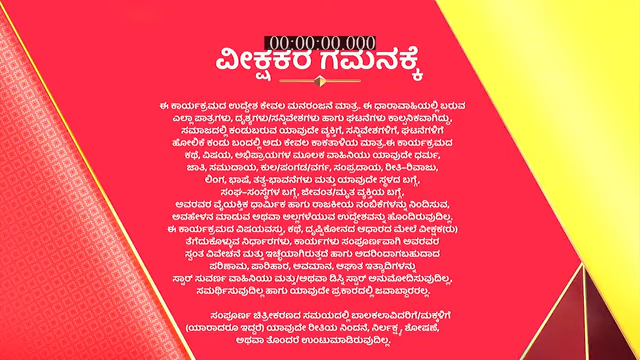 00:00:00.000
ವೀಕ್ಷಕರ ಗಮನಕ್ಕೆ
ಈ ಕಾರ್ಯಕ್ರಮದ ಉದ್ದೇಶ ಕೇವಲ ಮನರಂಜನೆ ಮಾತ್ರ. ಈ ಧಾರಾವಾಹಿಯಲ್ಲಿ ಬರುವ
ಎಲ್ಲಾ ಪಾತ್ರಗಳು, ದೃಶ್ಯಗಳು/ಸನ್ನಿವೇಶಗಳು ಹಾಗು ಘಟನೆಗಳು ಕಾಲ್ಪನಿಕವಾಗಿದ್ದು,
ಸಮಾಜದಲ್ಲಿ ಕಂಡುಬರುವ ಯಾವುದೇ ವ್ಯಕ್ತಿಗೆ, ಸನ್ನಿವೇಶಗಳಿಗೆ, ಘಟನೆಗಳಿಗೆ
ಹೋಲಿಕೆ ಕಂಡು ಬಂದಲ್ಲಿ ಅದು ಕೇವಲ ಕಾಕತಾಳಿಯ ಮಾತ್ರ.ಈ ಕಾರ್ಯಕ್ರಮದ
ಕಥೆ, ವಿಷಯ, ಅಭಿಪ್ರಾಯಗಳ ಮೂಲಕ ವಾಹಿನಿಯು ಯಾವುದೇ ಧರ್ಮ,
ಜಾತಿ, ಸಮುದಾಯ, ಕುಲ/ಪಂಗಡ/ವರ್ಗ, ಸಂಪ್ರದಾಯ, ರೀತಿ-ರಿವಾಜು,
ಲಿಂಗ, ಭಾಷೆ, ತತ್ವ-ಭಾವನೆಗಳು ಮತ್ತು ಯಾವುದೇ ಸ್ಥಳದ ಬಗ್ಗೆ,
ಸಂಘ-ಸಂಸ್ಥೆಗಳ ಬಗ್ಗೆ, ಜೀವಂತ/ಮೃತ ವ್ಯಕ್ತಿಯ ಬಗ್ಗೆ,
ಅವರವರ ವೈಯಕ್ತಿಕ ಧಾರ್ಮಿಕ ಹಾಗು ರಾಜಕೀಯ ನಂಬಿಕೆಗಳನ್ನು ನಿಂದಿಸುವ,
ಅವಹೇಳನ ಮಾಡುವ ಅಥವಾ ಅಲ್ಲಗಳೆಯುವ ಉದ್ದೇಶವನ್ನು ಹೊಂದಿರುವುದಿಲ್ಲ.
ಈ ಕಾರ್ಯಕ್ರಮದ ವಿಷಯವಸ್ತು, ಕಥೆ, ದೃಷ್ಟಿಕೋನದ ಆಧಾರದ ಮೇಲೆ ವೀಕ್ಷಕ(ರು)
ತೆಗೆದುಕೊಳ್ಳುವ ನಿರ್ಧಾರಗಳು, ಕಾರ್ಯಗಳು ಸಂಪೂರ್ಣವಾಗಿ ಅವರವರ
ಸ್ವಂತ ವಿವೇಚನೆ ಮತ್ತು ಇಚ್ಛೆಯಾಗಿರುತ್ತದೆ ಹಾಗು ಅದರಿಂದಾಗಬಹುದಾದ
ಪರಿಣಾಮ, ಪಾರಿಹಾರ, ಅವಮಾನ, ಆಘಾತ ಇತ್ಯಾದಿಗಳನ್ನು
ಸ್ಟಾರ್ ಸುವರ್ಣ ವಾಹಿನಿಯು ಮತ್ತು/ಅಥವಾ ಡಿಸ್ನಿ ಸ್ಟಾರ್ ಅನುಮೋದಿಸುವುದಿಲ್ಲ,
ಸಮರ್ಥಿಸುವುದಿಲ್ಲ ಹಾಗು ಯಾವುದೇ ಪ್ರಕಾರದಲ್ಲಿ ಜವಾಬ್ದಾರರಲ್ಲ.
ಸಂಪೂರ್ಣ ಚಿತ್ರೀಕರಣದ ಸಮಯದಲ್ಲಿ ಬಾಲಕಲಾವಿದರಿಗೆ/ಮಕ್ಕಳಿಗೆ
(ಯಾರಾದರೂ ಇದ್ದರೆ) ಯಾವುದೇ ರೀತಿಯ ನಿಂದನೆ, ನಿರ್ಲಕ್ಷ್ಯ, ಶೋಷಣೆ,
ಅಥವಾ ತೊಂದರೆ ಉಂಟುಮಾಡಿರುವುದಿಲ್ಲ.